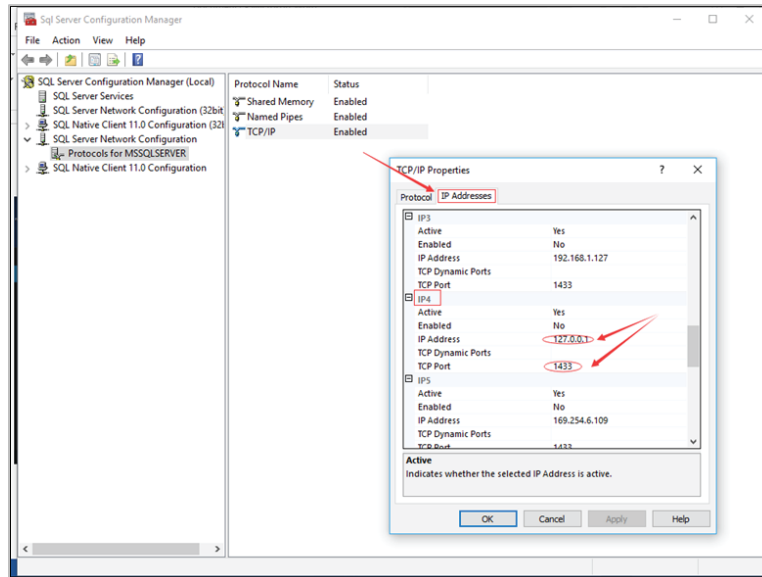 Sql Server Configuration Manager
File Action View Help
SQL Server Configuration Manager (Local)
SQL Server Services
SQL Server Network Configuration (32bit
SQL Native Client 11.0 Configuration (32l
SQL Server Network Configuration
Protocols for MSSQLSERVER
SQL Native Client 11.0 Configuration
Protocol Name Status
Shared Memory Enabled
Named Pipes Enabled
TCP/IP Enabled
TCP/IP Properties
Protocol IP Addresses
IP3
Active Yes
Enabled No
IP Address 192.168.1.127
TCP Dynamic Ports
TCP Port 1433
IP4
Active Yes
Enabled No
IP Address 127.0.0.1
TCP Dynamic Ports
TCP Port 1433
IP5
Active Yes
Enabled No
IP Address 169.254.6.109
TCP Dynamic Ports
TCP Port 1433
Active
Indicates whether the selected IP Address is active.
OK Cancel Apply Help